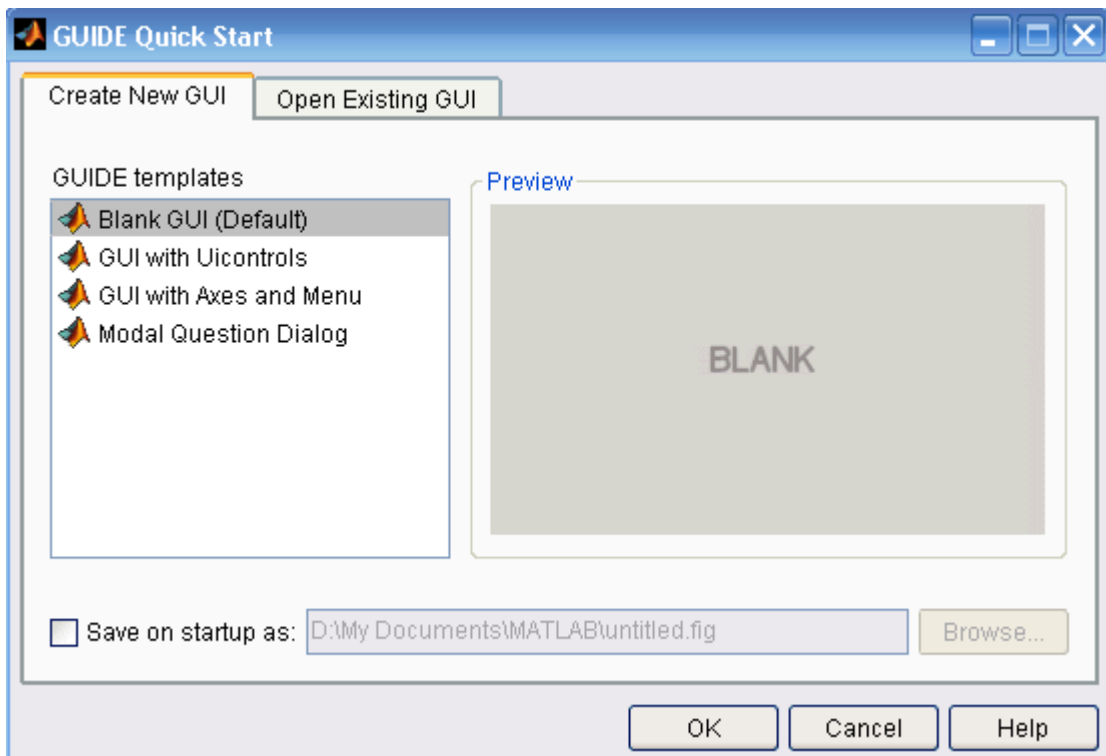 GUIDE Quick Start
Create New GUI
Open Existing GUI
GUIDE templates
Blank GUI (Default)
GUI with Uicontrols
GUI with Axes and Menu
Modal Question Dialog
Preview
BLANK
Save on startup as:
D:\My Documents\MATLAB\untitled.fig
Browse...
OK
Cancel
Help